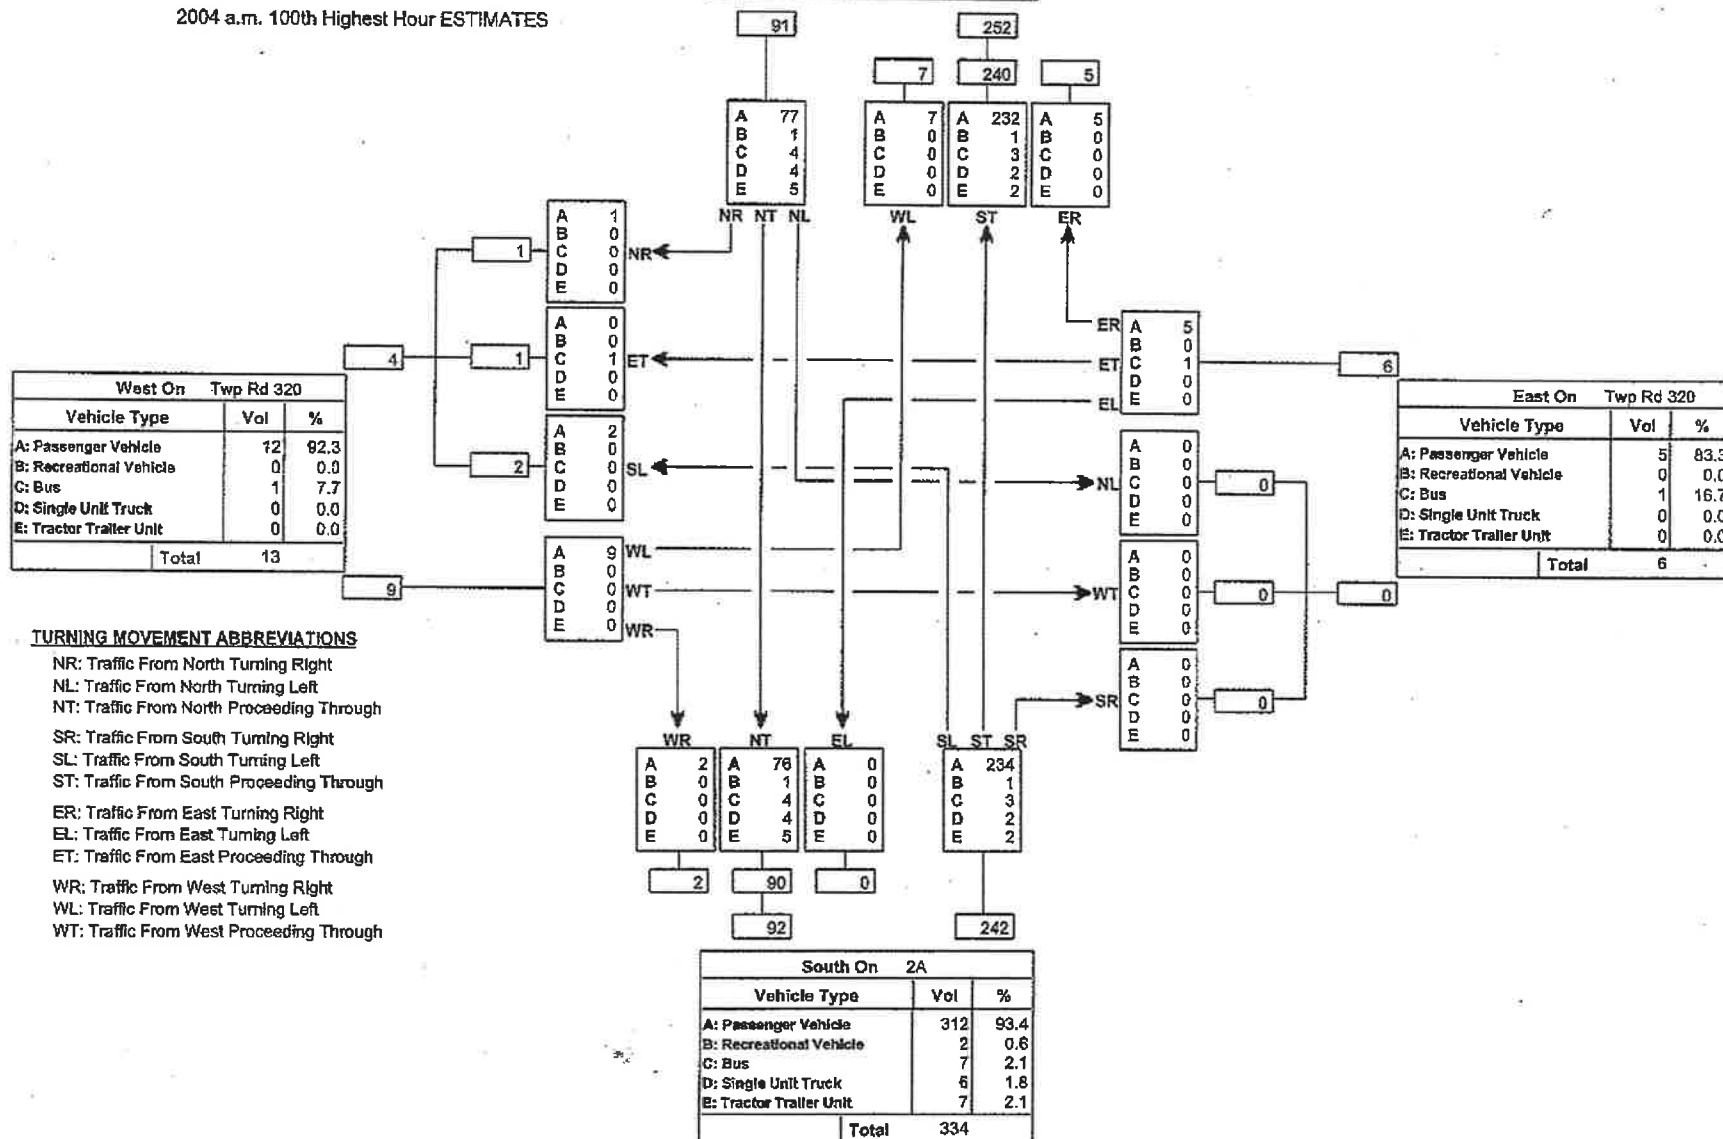 2004 a.m. 100th Highest Hour ESTIMATES
91
252
7
240
5
A 77
B 1
C 4
D 4
E 5
A 7
B 0
C 0
D 0
E 0
A 232
B 1
C 3
D 2
E 2
A 5
B 0
C 0
D 0
E 0
NR NT NL
WL
ST
ER
1
A 1
B 0
C 0
D 0
E 0
NR
4
1
A 0
B 0
C 1
D 0
E 0
ET
2
A 2
B 0
C 0
D 0
E 0
SL
9
A 9
B 0
C 0
D 0
E 0
WL
WT
WR
West On Twp Rd 320
Vehicle Type Vol %
A: Passenger Vehicle 12 92.3
B: Recreational Vehicle 0 0.0
C: Bus 1 7.7
D: Single Unit Truck 0 0.0
E: Tractor Trailer Unit 0 0.0
Total 13
ER
ET
EL
A 5
B 0
C 1
D 0
E 0
6
NL
A 0
B 0
C 0
D 0
E 0
0
WT
A 0
B 0
C 0
D 0
E 0
0
0
SR
A 0
B 0
C 0
D 0
E 0
0
East On Twp Rd 320
Vehicle Type Vol %
A: Passenger Vehicle 5 83.3
B: Recreational Vehicle 0 0.0
C: Bus 1 16.7
D: Single Unit Truck 0 0.0
E: Tractor Trailer Unit 0 0.0
Total 6
TURNING MOVEMENT ABBREVIATIONS
NR: Traffic From North Turning Right
NL: Traffic From North Turning Left
NT: Traffic From North Proceeding Through
SR: Traffic From South Turning Right
SL: Traffic From South Turning Left
ST: Traffic From South Proceeding Through
ER: Traffic From East Turning Right
EL: Traffic From East Turning Left
ET: Traffic From East Proceeding Through
WR: Traffic From West Turning Right
WL: Traffic From West Turning Left
WT: Traffic From West Proceeding Through
WR
NT
EL
SL ST SR
A 2
B 0
C 0
D 0
E 0
A 76
B 1
C 4
D 4
E 5
A 0
B 0
C 0
D 0
E 0
A 234
B 1
C 3
D 2
E 2
2
90
0
92
242
South On 2A
Vehicle Type Vol %
A: Passenger Vehicle 312 93.4
B: Recreational Vehicle 2 0.6
C: Bus 7 2.1
D: Single Unit Truck 6 1.8
E: Tractor Trailer Unit 7 2.1
Total 334